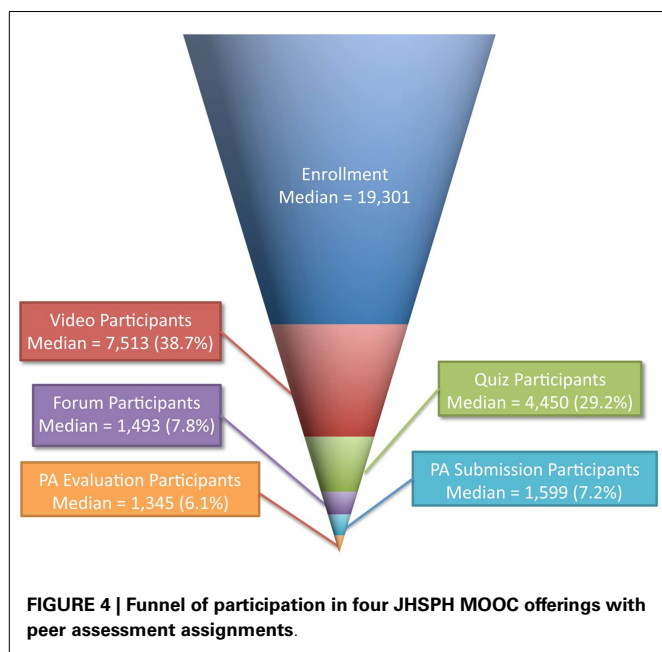 Enrollment
Median = 19,301
Video Participants
Median = 7,513 (38.7%)
Quiz Participants
Median = 4,450 (29.2%)
Forum Participants
Median = 1,493 (7.8%)
PA Submission Participants
Median = 1,599 (7.2%)
PA Evaluation Participants
Median = 1,345 (6.1%)
FIGURE 4 | Funnel of participation in four JHSPH MOOC offerings with
peer assessment assignments.